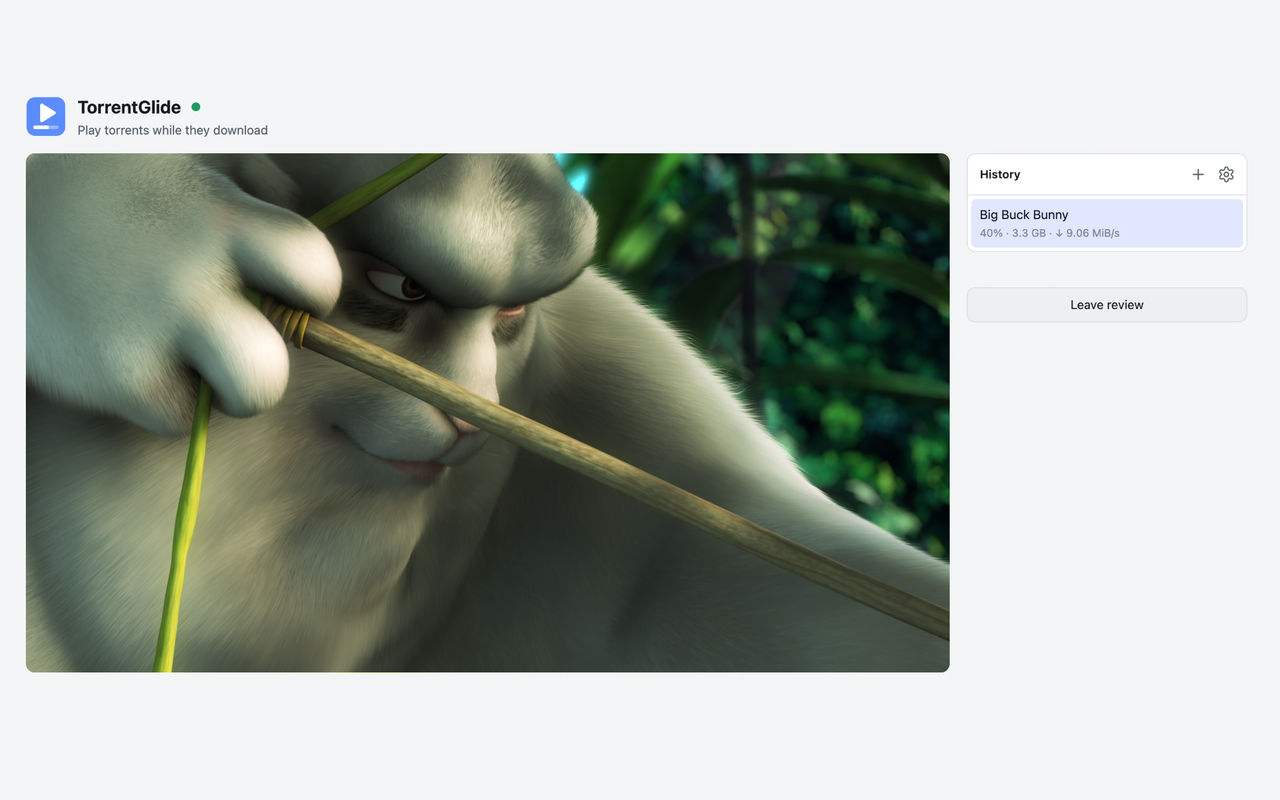 TorrentGlide
Play torrents while they download
History
Big Buck Bunny
40% · 3.3 GB · ↓ 9.06 MiB/s
Leave review